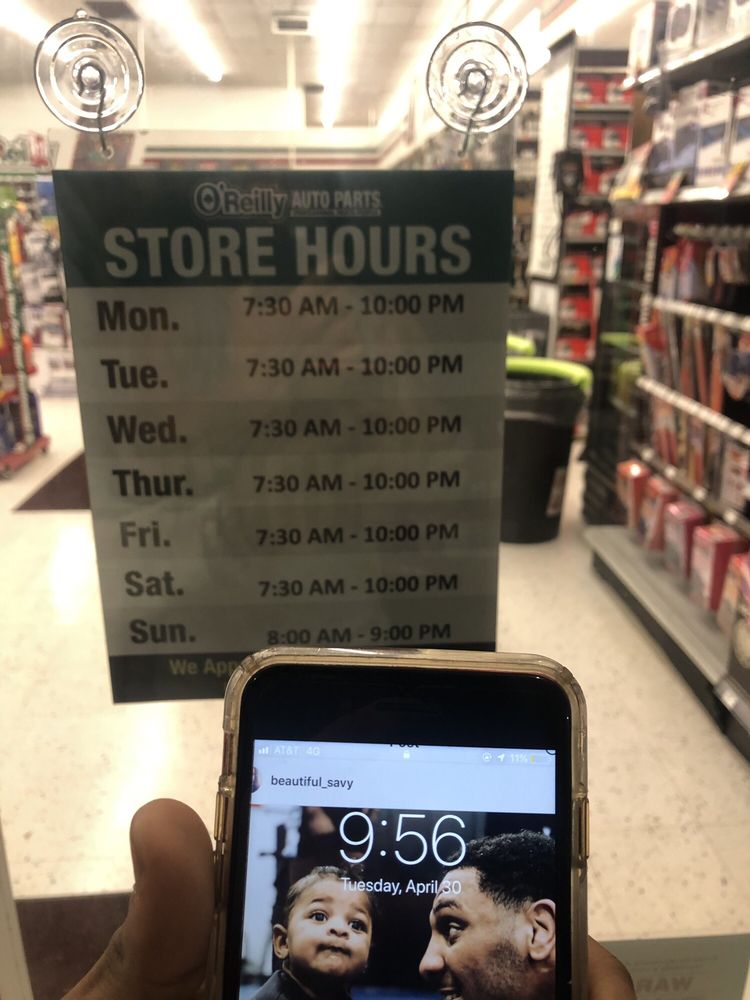 O'Reilly AUTO PARTS
STORE HOURS
Mon. 7:30 AM - 10:00 PM
Tue. 7:30 AM - 10:00 PM
Wed. 7:30 AM - 10:00 PM
Thur. 7:30 AM - 10:00 PM
Fri. 7:30 AM - 10:00 PM
Sat. 7:30 AM - 10:00 PM
Sun. 8:00 AM - 9:00 PM
We App
AT&T 4G 11%
beautiful_savy
9:56
Tuesday, April 30